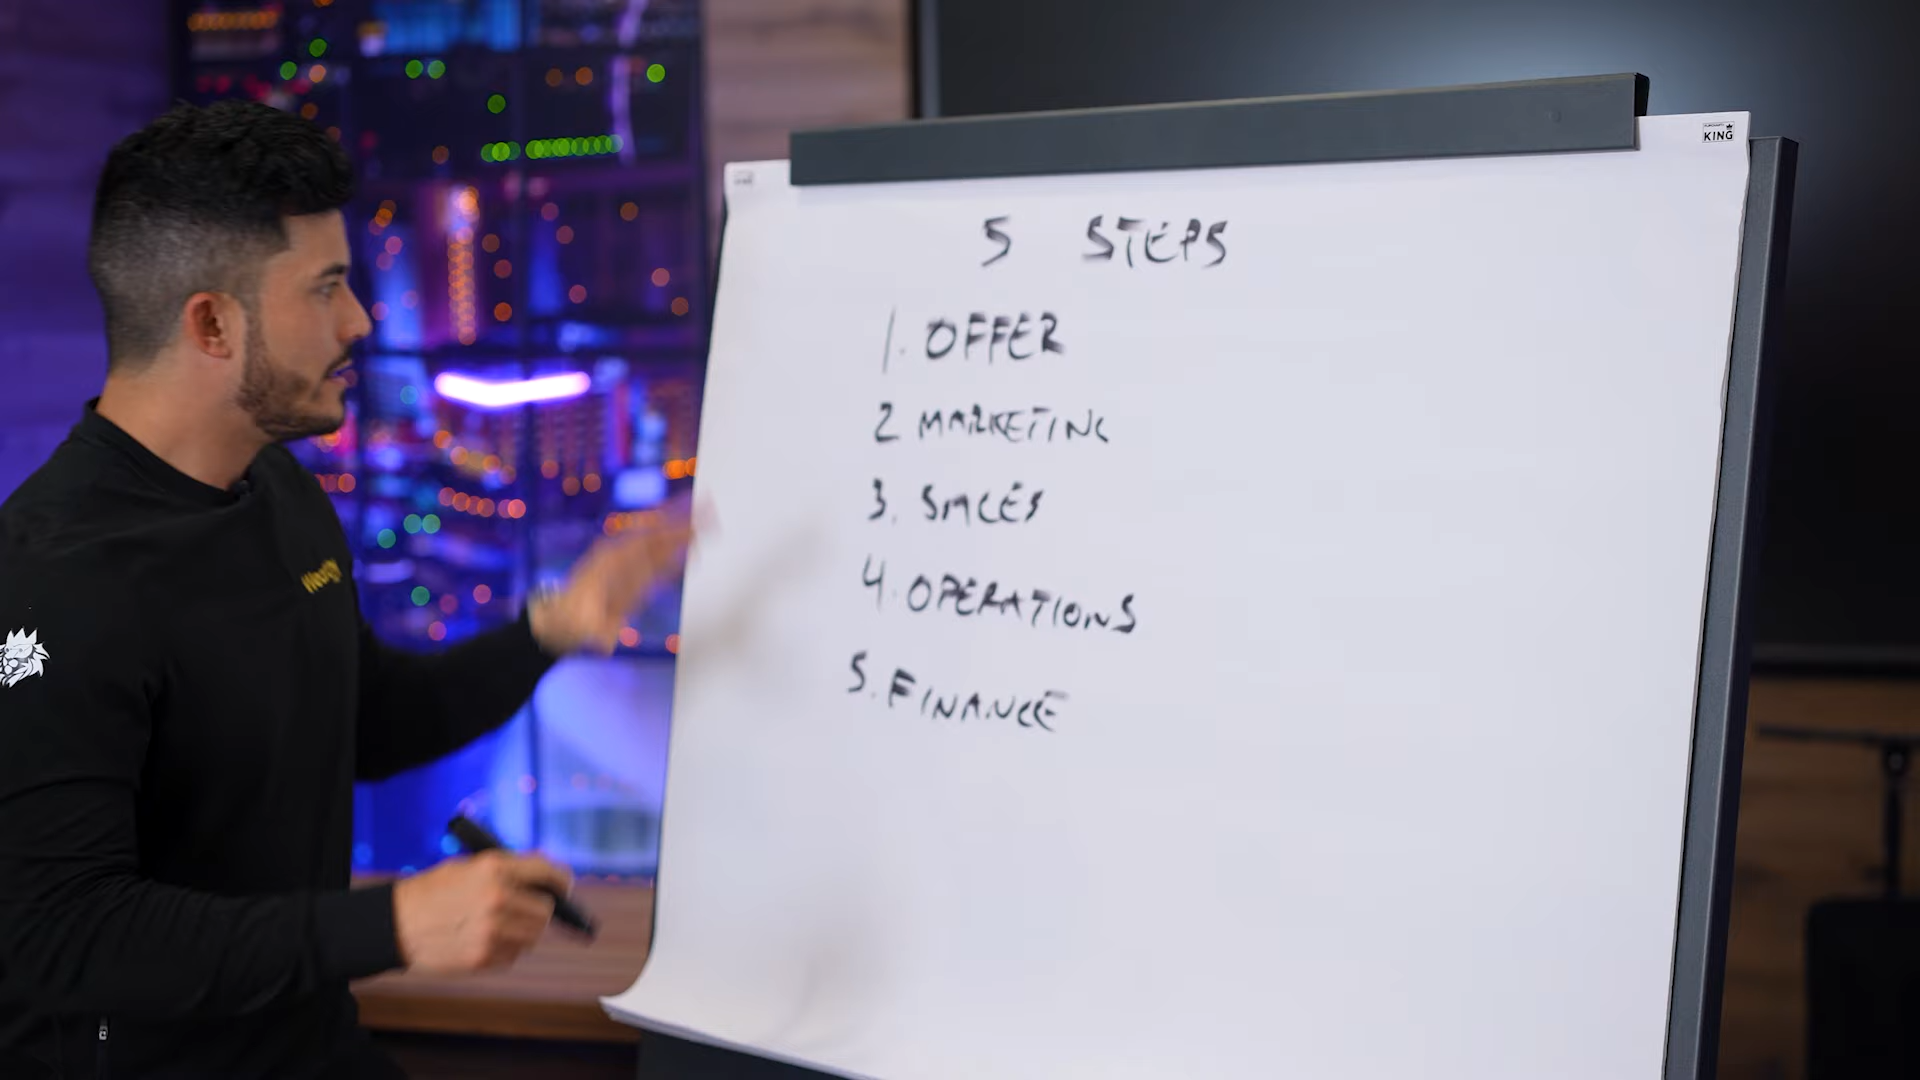 KING
5 STEPS
1. OFFER
2 MARKETING
3. SALES
4. OPERATIONS
5. FINANCE